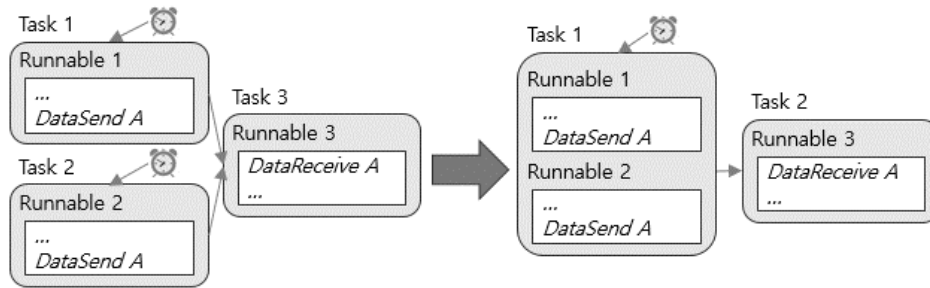 Task 1
Runnable 1
...
DataSend A
Task 2
Runnable 2
...
DataSend A
Task 3
Runnable 3
DataReceive A
...
Task 1
Runnable 1
...
DataSend A
Runnable 2
...
DataSend A
Task 2
Runnable 3
DataReceive A
...